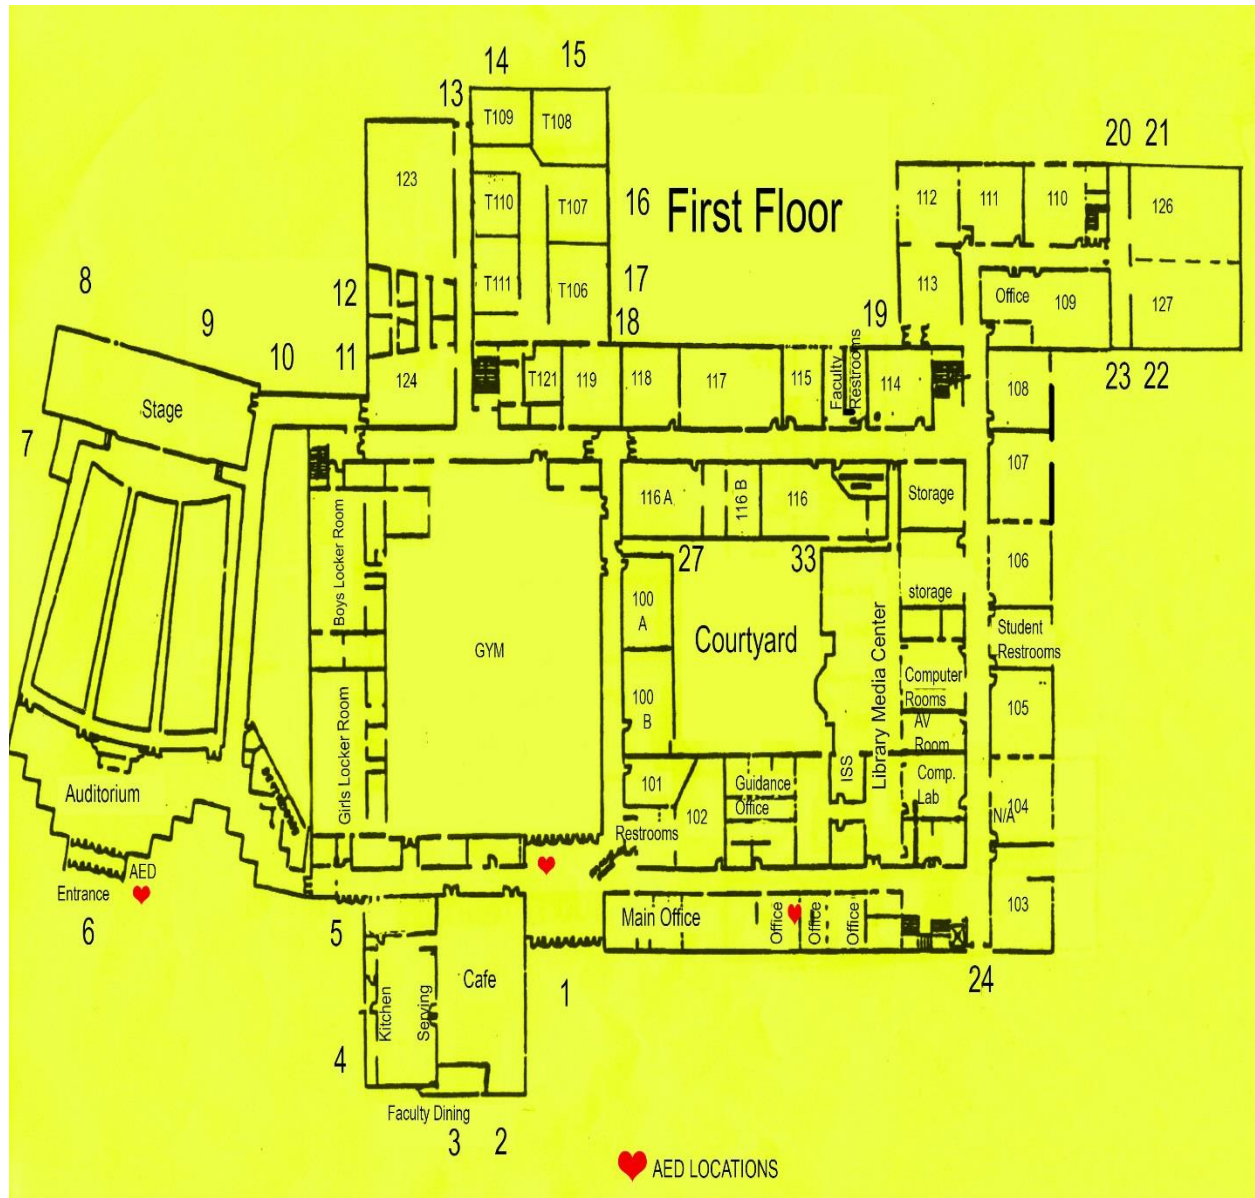 15
14
13
20 21
T109
T108
123
T110
T107
16
First Floor
112
111
110
126
T111
T106
17
12
113
Office
109
127
8
9
10
11
18
19
124
T121
119
118
117
115
Faculty
Restrooms
114
108
23 22
Stage
7
107
116 A
116 B
116
Storage
Boys Locker Room
27
33
106
100
A
storage
GYM
Courtyard
Library Media Center
Student
Restrooms
Computer
Rooms
100
B
105
AV
Room
Girls Locker Room
101
102
Guidance
Office
ISS
Comp.
Lab
104
N/A
Auditorium
Restrooms
AED
Entrance
6
5
Main Office
Office
Office
Office
103
24
Cafe
Kitchen
Serving
1
4
Faculty Dining
3 2
AED LOCATIONS